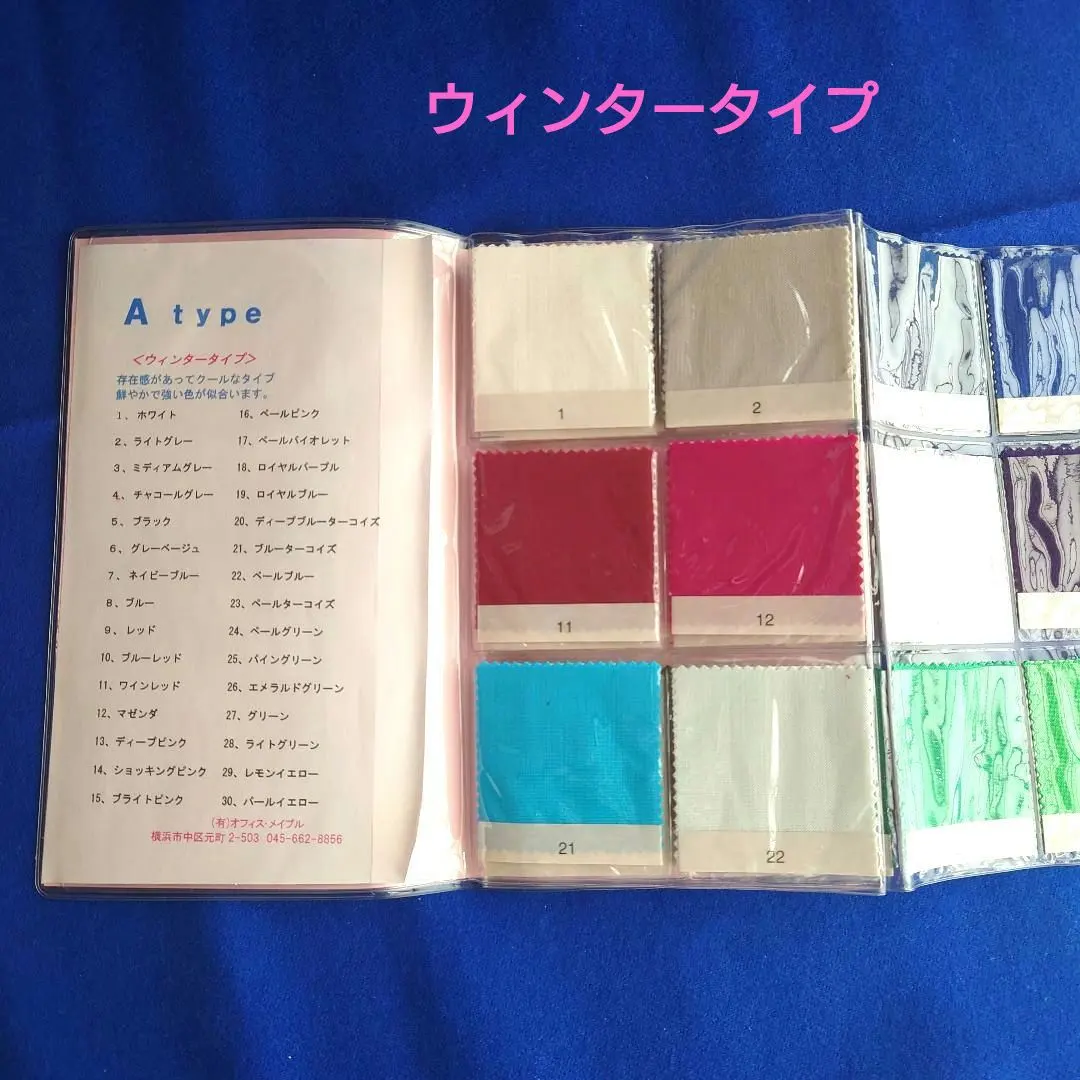 ウィンタータイプ
A type
<ウィンタータイプ>
存在感があってクールなタイプ
鮮やかで強い色が似合います。
1、ホワイト
2、ライトグレー
3、ミディアムグレー
4、チャコールグレー
5、ブラック
6、グレーベージュ
7、ネイビーブルー
8、ブルー
9、レッド
10、ブルーレッド
11、ワインレッド
12、マゼンダ
13、ディープピンク
14、ショッキングピンク
15、ブライトピンク
16、ペールピンク
17、ペールバイオレット
18、ロイヤルパープル
19、ロイヤルブルー
20、ディープブルーターコイズ
21、ブルーターコイズ
22、ペールブルー
23、ペールターコイズ
24、ペールグリーン
25、パイングリーン
26、エメラルドグリーン
27、グリーン
28、ライトグリーン
29、レモンイエロー
30、パールイエロー
(有)オフィス・メイプル
横浜市中区元町2-503 045-662-8856
1
2
11
12
21
22